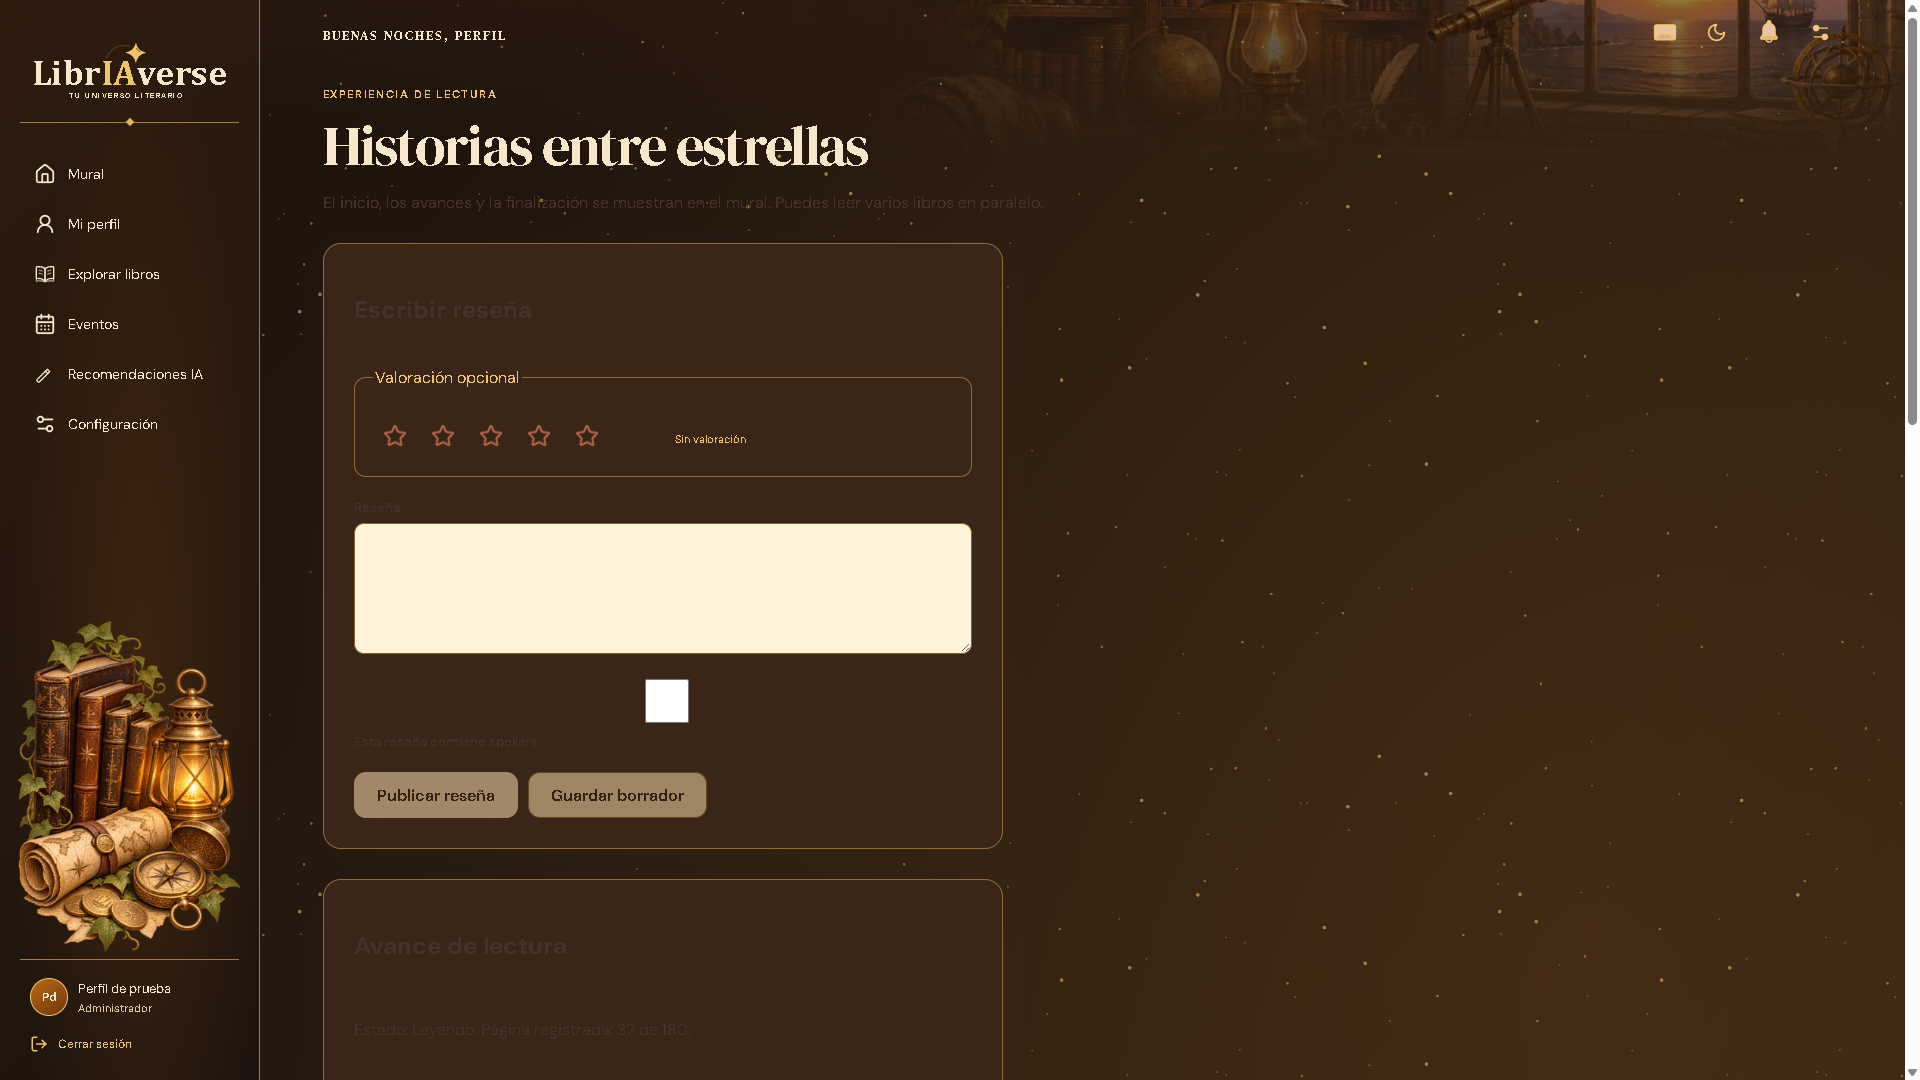 LibrIAverse
TU UNIVERSO LITERARIO
Mural
Mi perfil
Explorar libros
Eventos
Recomendaciones IA
Configuración
Perfil de prueba
Pd
Administrador
Cerrar sesión
BUENAS NOCHES, PERFIL
EXPERIENCIA DE LECTURA
Historias entre estrellas
El inicio, los avances y la finalización se muestran en el mural. Puedes leer varios libros en paralelo.
Escribir reseña
Valoración opcional
Sin valoración
Reseña
Esta reseña contiene spoilers
Publicar reseña
Guardar borrador
Avance de lectura
Estado: Leyendo. Página registrada: 32 de 180.